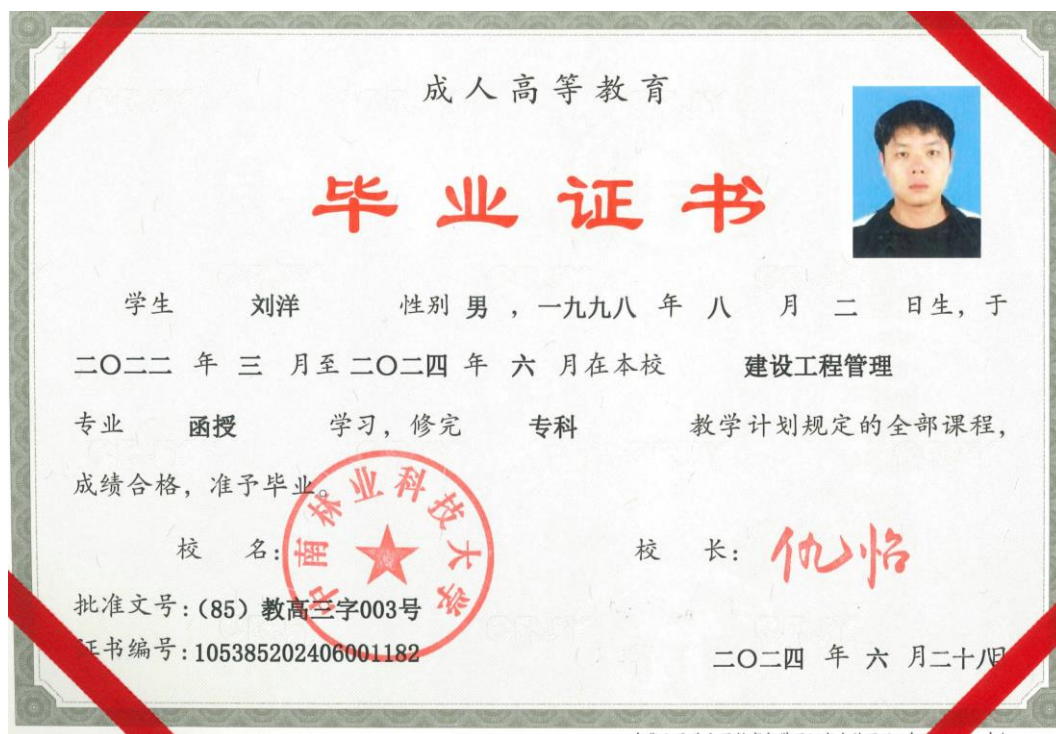 成人高等教育
毕业证书
学生 刘洋 性别 男 ，一九九八 年 八 月 二 日生，于
二〇二二 年 三 月至 二〇二四 年 六 月在本校 建设工程管理
专业 函授 学习，修完 专科 教学计划规定的全部课程，
成绩合格，准予毕业。
中南林业科技大学
校 名： 校 长： 仇怡
批准文号：（85）教高三字003号
证书编号：105385202406001182
二〇二四 年 六 月二十八日